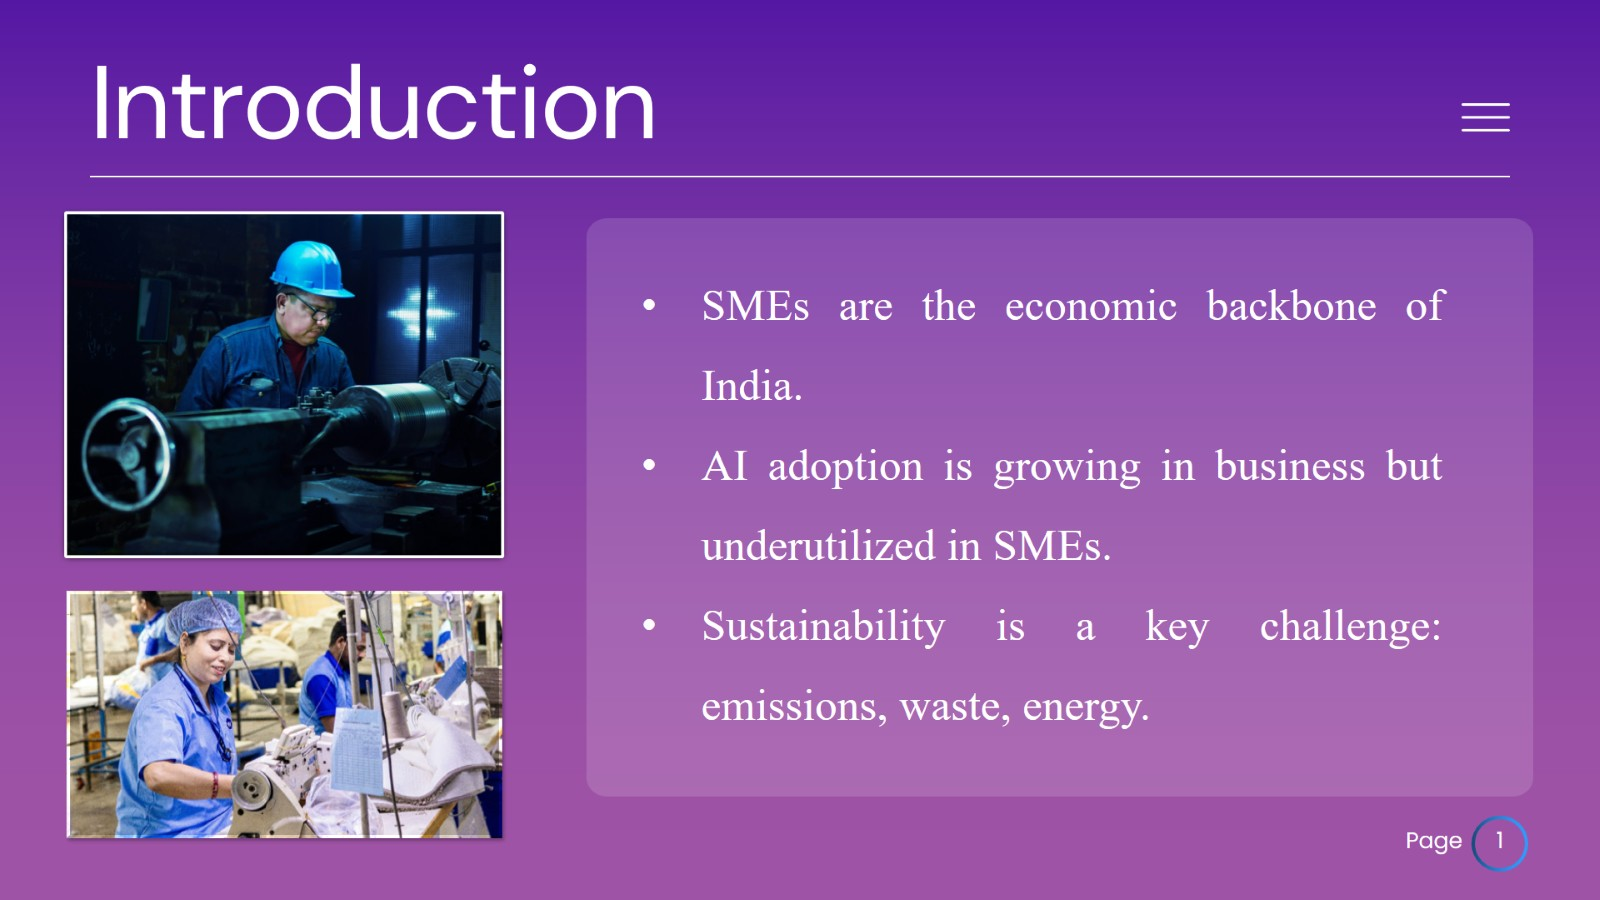 Introduction
• SMEs are the economic backbone of
India.
• AI adoption is growing in business but
underutilized in SMEs.
• Sustainability is a key challenge:
emissions, waste, energy.
Page 1